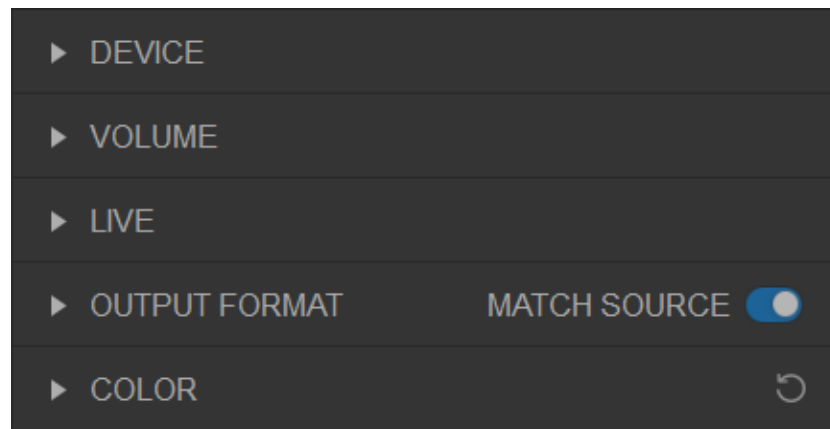 DEVICE
VOLUME
LIVE
OUTPUT FORMAT MATCH SOURCE
COLOR